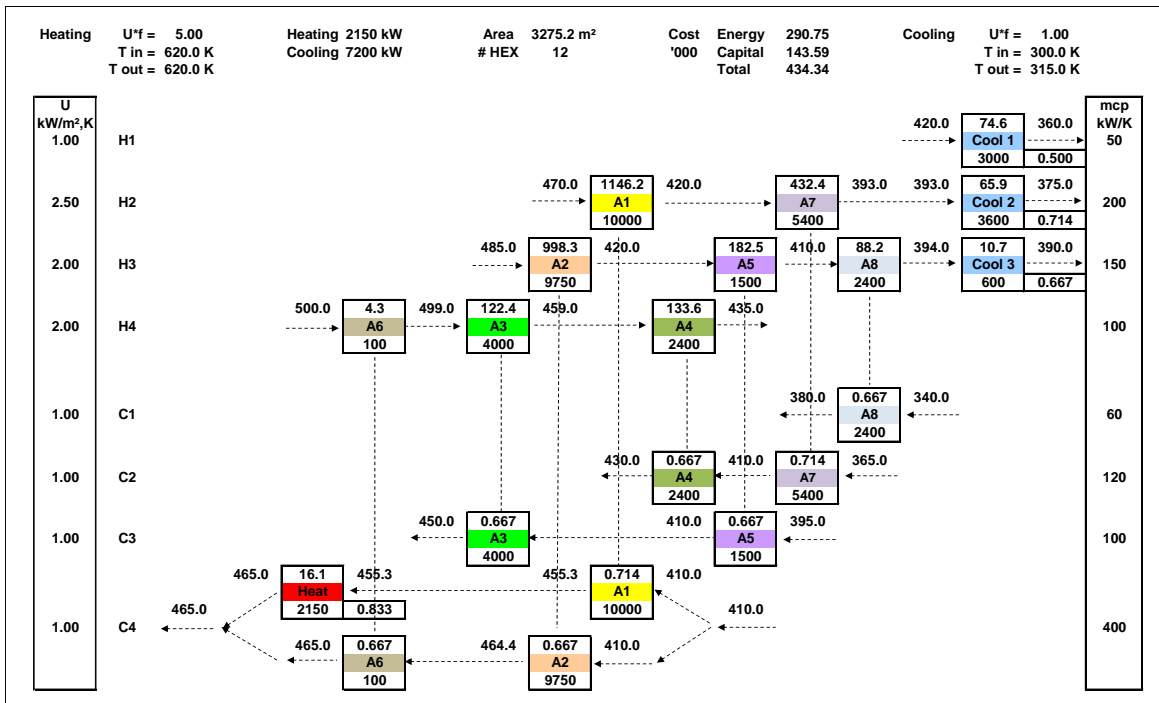 Heating U*f = 5.00 Heating 2150 kW Area 3275.2 m² Cost Energy 290.75 Cooling U*f = 1.00
T in = 620.0 K Cooling 7200 kW # HEX 12 '000 Capital 143.59 T in = 300.0 K
T out = 620.0 K Total 434.34 T out = 315.0 K
U mcp
kW/m²,K kW/K
420.0 74.6 360.0
1.00 H1 Cool 1 50
3000 0.500
470.0 1146.2 420.0 432.4 393.0 393.0 65.9 375.0
2.50 H2 A1 A7 Cool 2 200
10000 5400 3600 0.714
485.0 998.3 420.0 182.5 410.0 88.2 394.0 10.7 390.0
2.00 H3 A2 A5 A8 Cool 3 150
9750 1500 2400 600 0.667
500.0 4.3 499.0 122.4 459.0 133.6 435.0
2.00 H4 A6 A3 A4 100
100 4000 2400
380.0 0.667 340.0
1.00 C1 A8 60
2400
430.0 0.667 410.0 0.714 365.0
1.00 C2 A4 A7 120
2400 5400
450.0 0.667 410.0 0.667 395.0
1.00 C3 A3 A5 100
4000 1500
465.0 16.1 455.3 455.3 0.714 410.0
Heat A1
465.0 2150 0.833 10000 410.0
1.00 C4 400
465.0 0.667 464.4 0.667 410.0
A6 A2
100 9750